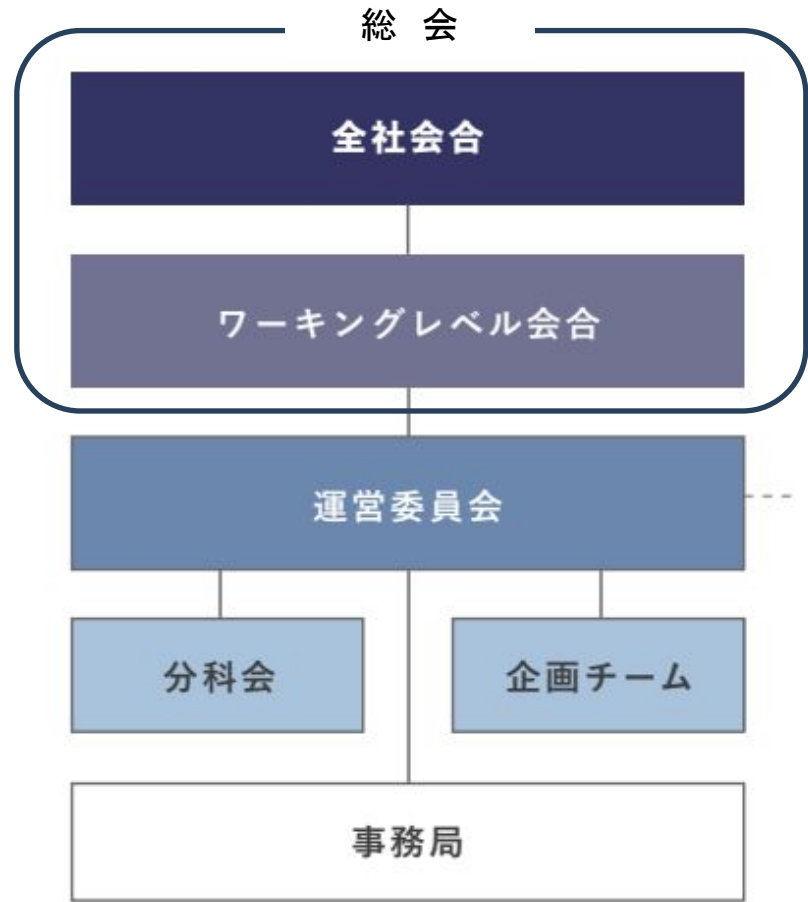 総 会
全社会合
ワーキングレベル会合
運営委員会
分科会
企画チーム
事務局